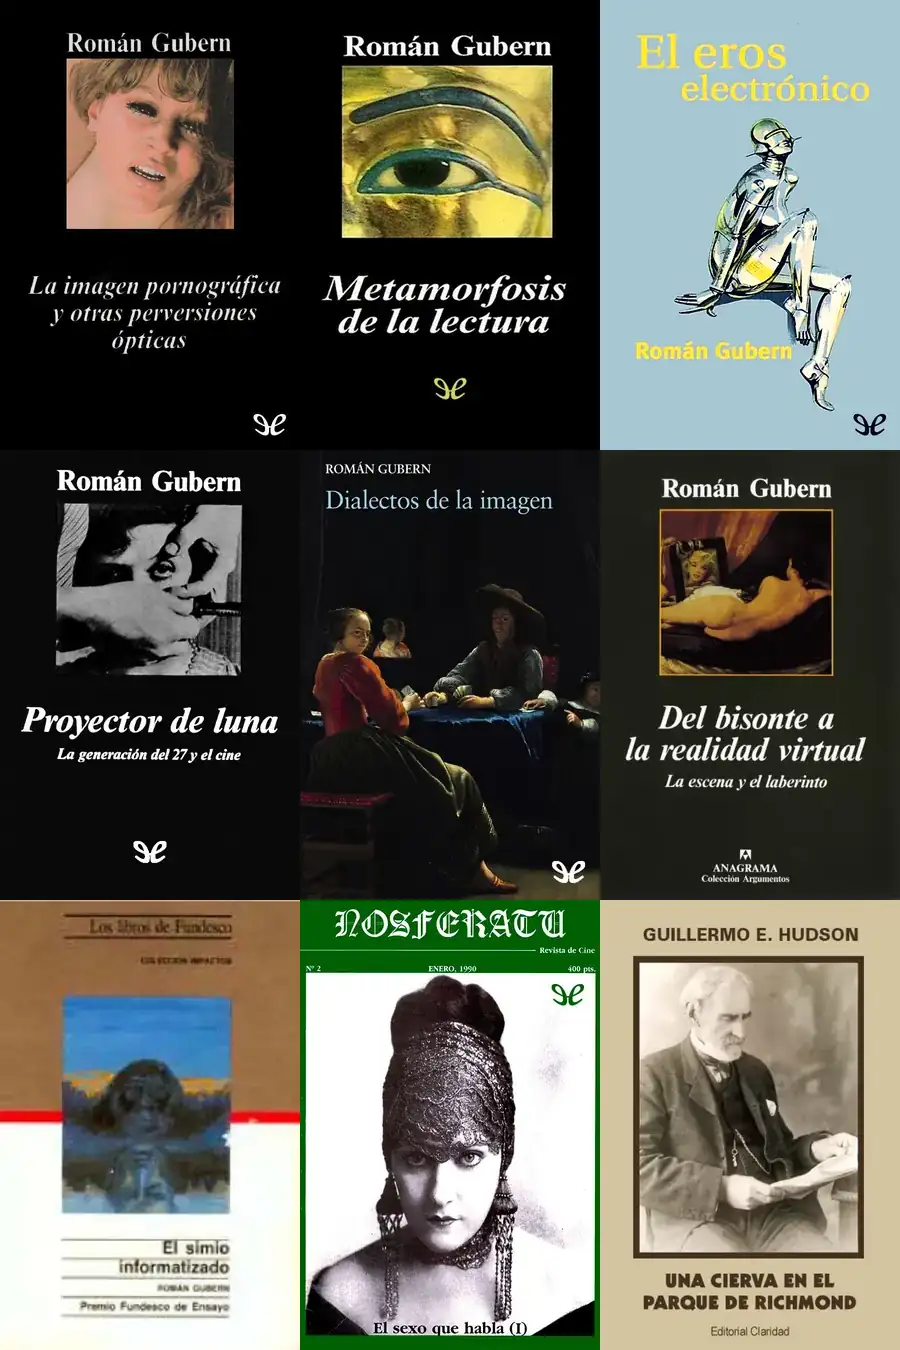 Román Gubern
La imagen pornográfica
y otras perversiones
ópticas
Román Gubern
Metamorfosis
de la lectura
El eros
electrónico
Román Gubern
Román Gubern
Proyector de luna
La generación del 27 y el cine
ROMÁN GUBERN
Dialectos de la imagen
Román Gubern
Del bisonte a
la realidad virtual
La escena y el laberinto
ANAGRAMA
Colección Argumentos
Los libros de Fundesco
COLECCION IMPACTOS
El simio
informatizado
ROMÁN GUBERN
Premio Fundesco de Ensayo
NOSFERATU
Revista de Cine
Nº 2 ENERO, 1990 400 pts.
El sexo que habla (I)
GUILLERMO E. HUDSON
UNA CIERVA EN EL
PARQUE DE RICHMOND
Editorial Claridad